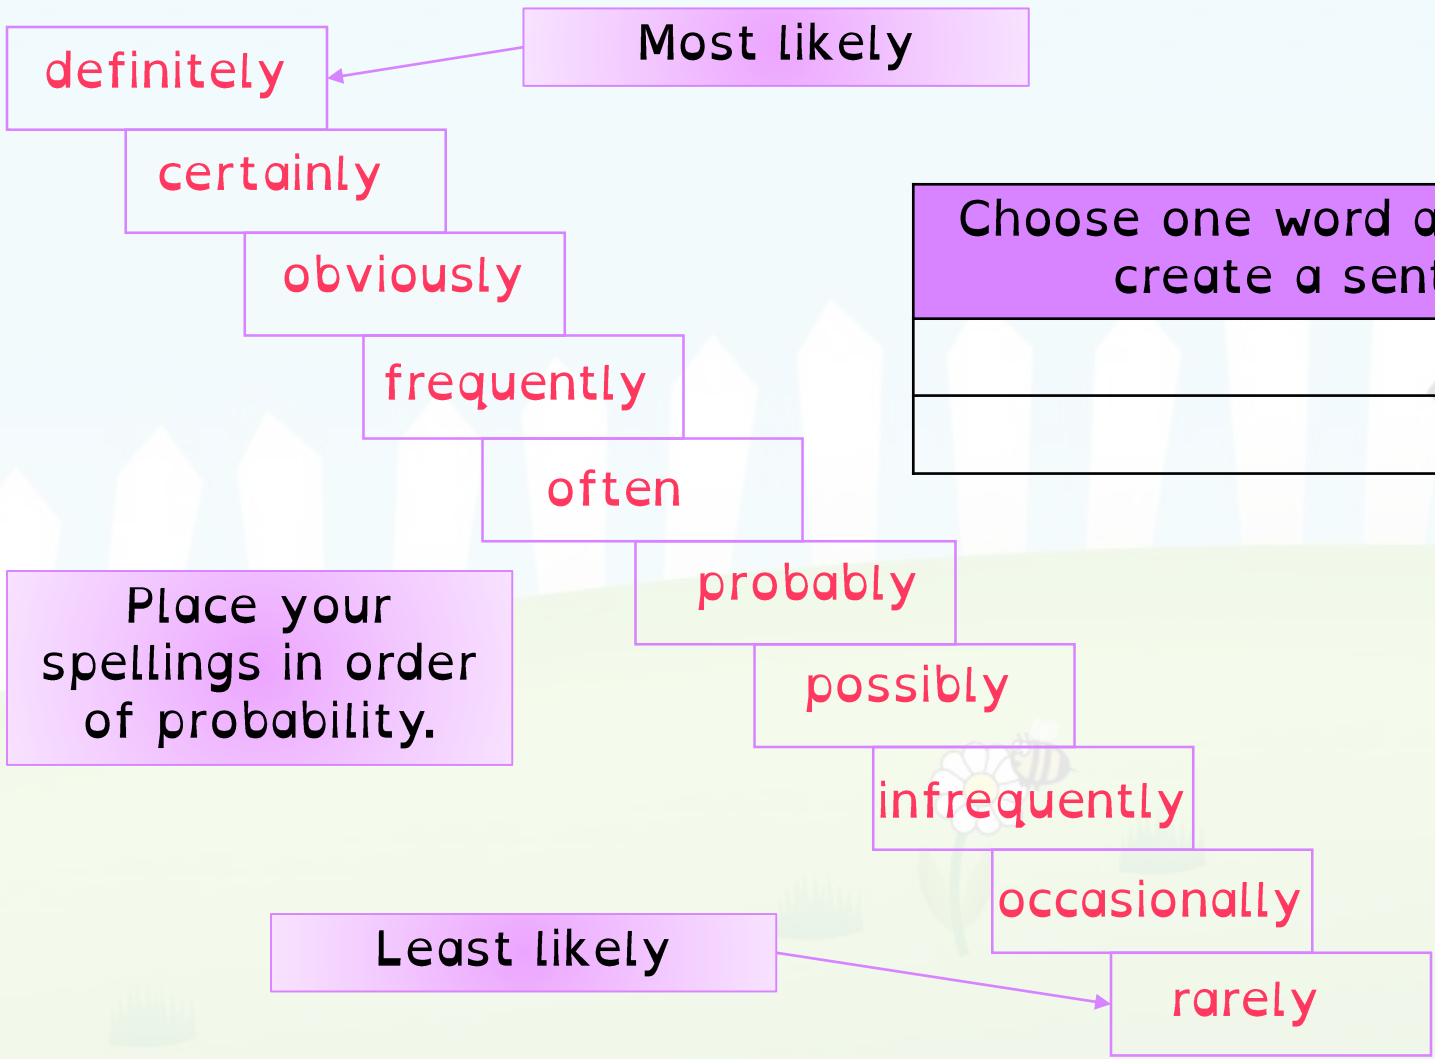 Most likely
definitely
certainly
obviously
frequently
often
probably
possibly
infrequently
occasionally
rarely
Choose one word a
create a sent
Place your
spellings in order
of probability.
Least likely